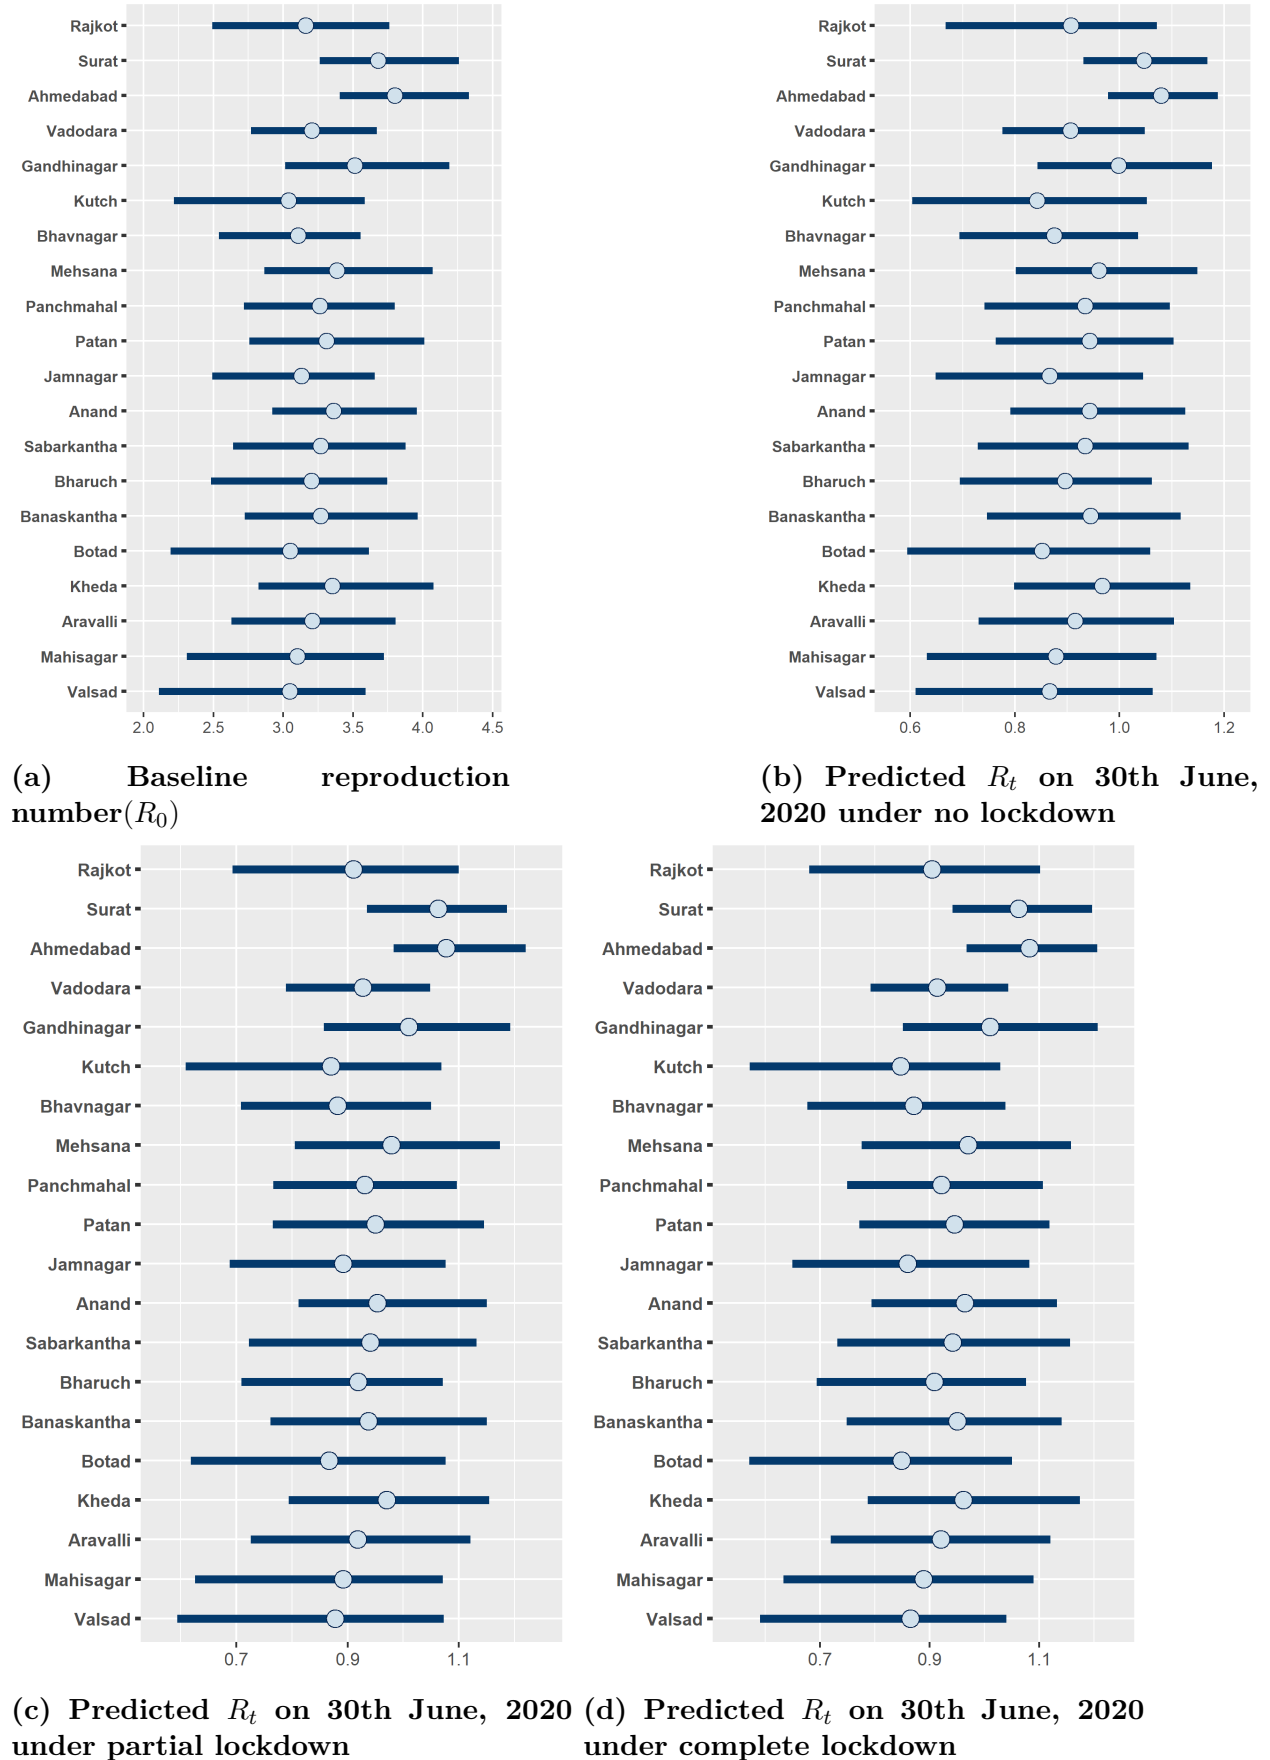 Rajkot
Surat
Ahmedabad
Vadodara
Gandhinagar
Kutch
Bhavnagar
Mehsana
Panchmahal
Patan
Jamnagar
Anand
Sabarkantha
Bharuch
Banaskantha
Botad
Kheda
Aravalli
Mahisagar
Valsad
2.0 2.5 3.0 3.5 4.0 4.5
(a) Baseline reproduction
number(R₀)
Rajkot
Surat
Ahmedabad
Vadodara
Gandhinagar
Kutch
Bhavnagar
Mehsana
Panchmahal
Patan
Jamnagar
Anand
Sabarkantha
Bharuch
Banaskantha
Botad
Kheda
Aravalli
Mahisagar
Valsad
0.6 0.8 1.0 1.2
(b) Predicted Rₜ on 30th June,
2020 under no lockdown
Rajkot
Surat
Ahmedabad
Vadodara
Gandhinagar
Kutch
Bhavnagar
Mehsana
Panchmahal
Patan
Jamnagar
Anand
Sabarkantha
Bharuch
Banaskantha
Botad
Kheda
Aravalli
Mahisagar
Valsad
0.7 0.9 1.1
(c) Predicted Rₜ on 30th June, 2020
under partial lockdown
Rajkot
Surat
Ahmedabad
Vadodara
Gandhinagar
Kutch
Bhavnagar
Mehsana
Panchmahal
Patan
Jamnagar
Anand
Sabarkantha
Bharuch
Banaskantha
Botad
Kheda
Aravalli
Mahisagar
Valsad
0.7 0.9 1.1
(d) Predicted Rₜ on 30th June, 2020
under complete lockdown